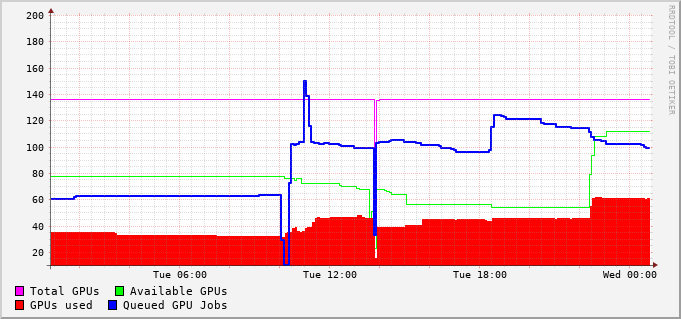 200
180
160
140
120
100
80
60
40
20
Tue 06:00 Tue 12:00 Tue 18:00 Wed 00:00
Total GPUs Available GPUs
GPUs used Queued GPU Jobs
RRDTOOL / TOBI OETIKER